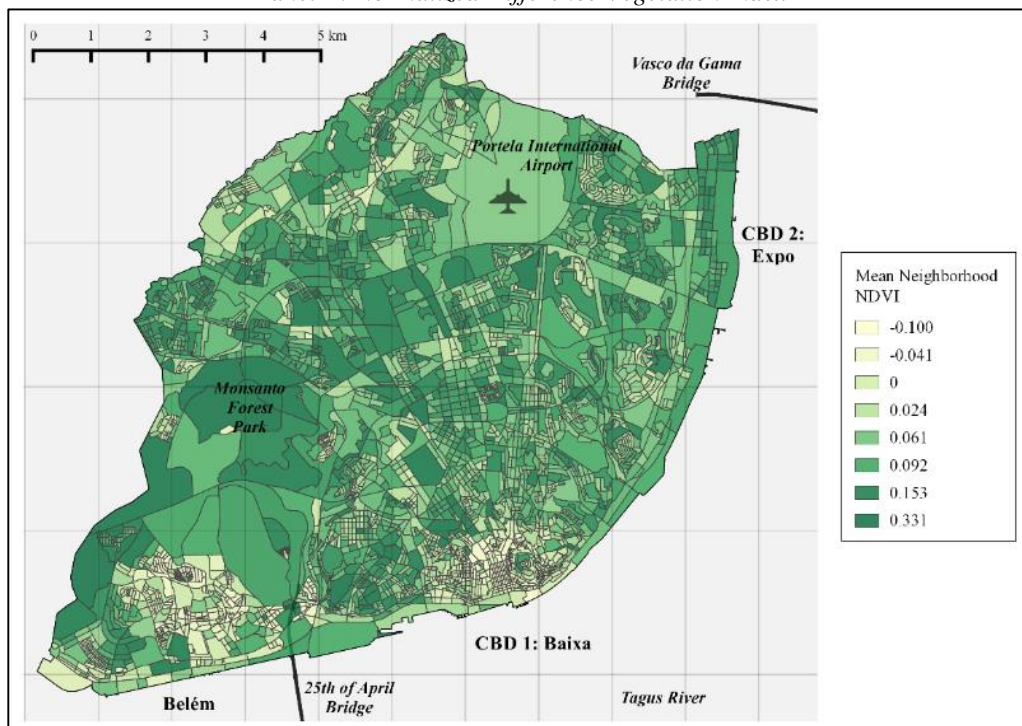 0 1 2 3 4 5 km
Vasco da Gama
Bridge
Portela International
Airport
CBD 2:
Expo
Mean Neighborhood
NDVI
-0.100
-0.041
0
0.024
0.061
0.092
0.153
0.331
Monsanto
Forest
Park
CBD 1: Baixa
25th of April
Bridge
Belém
Tagus River